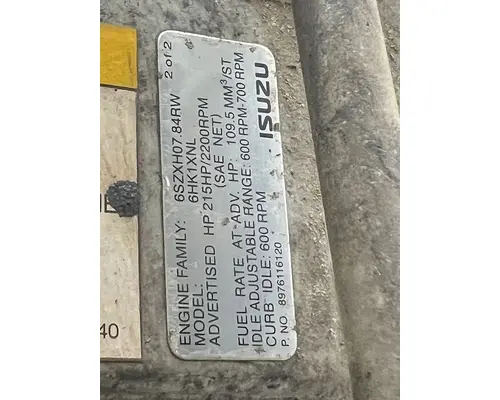 2 of 2
ENGINE FAMILY: 6SZXH07.84RW
MODEL: 6HK1XNL
ADVERTISED HP 215HP/2200RPM
(SAE NET)
FUEL RATE AT ADV. HP: 109.5 MM³/ST
IDLE ADJUSTABLE RANGE: 600 RPM-700 RPM
CURB IDLE: 600 RPM
P. NO 8976116120
ISUZU
40